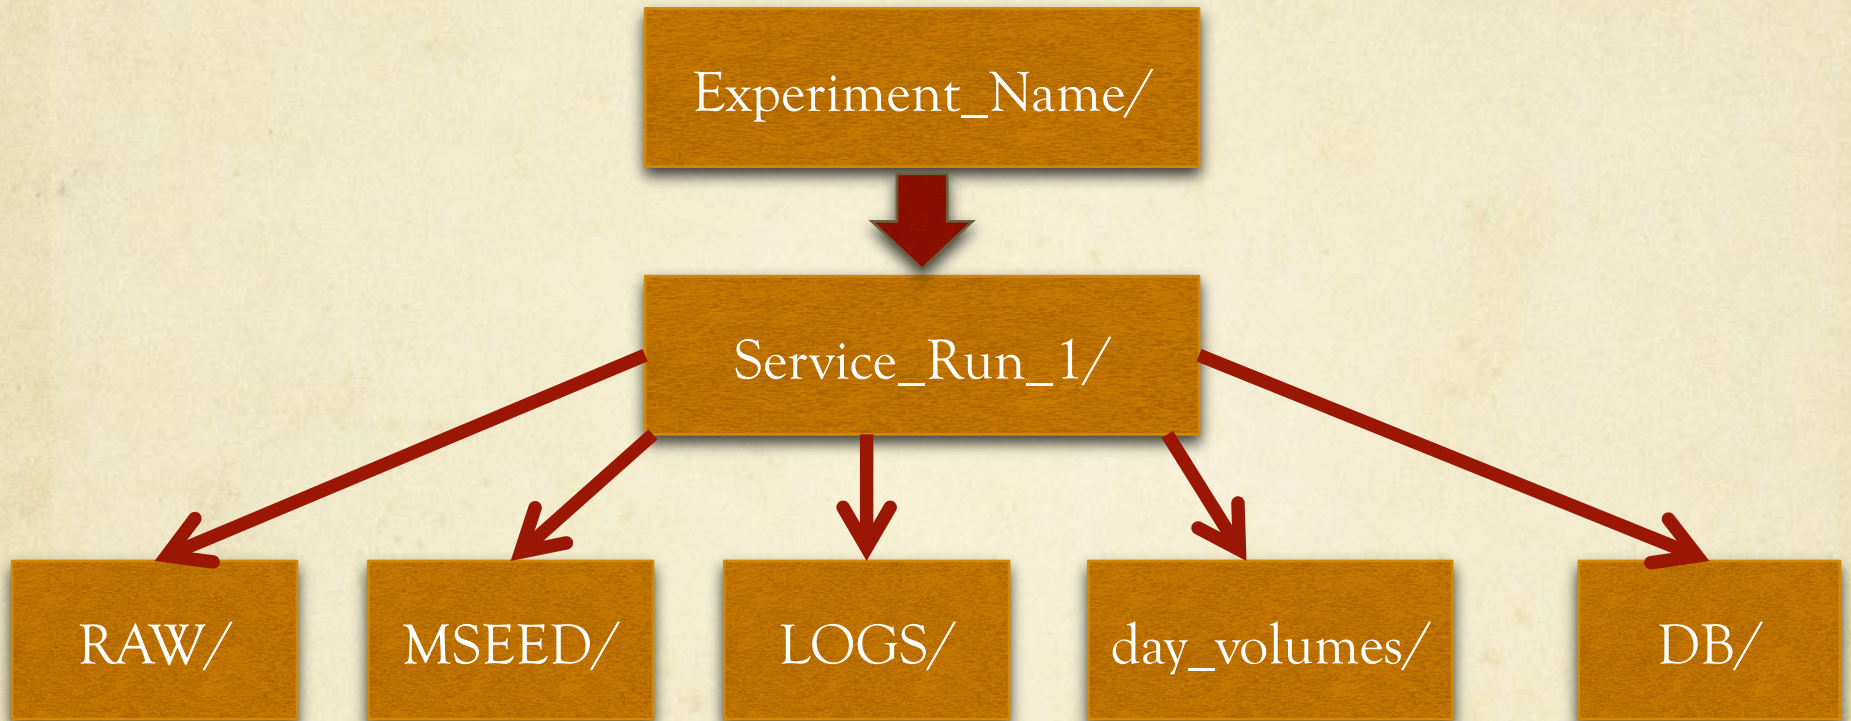 Experiment_Name/
Service_Run_1/
RAW/
MSEED/
LOGS/
day_volumes/
DB/